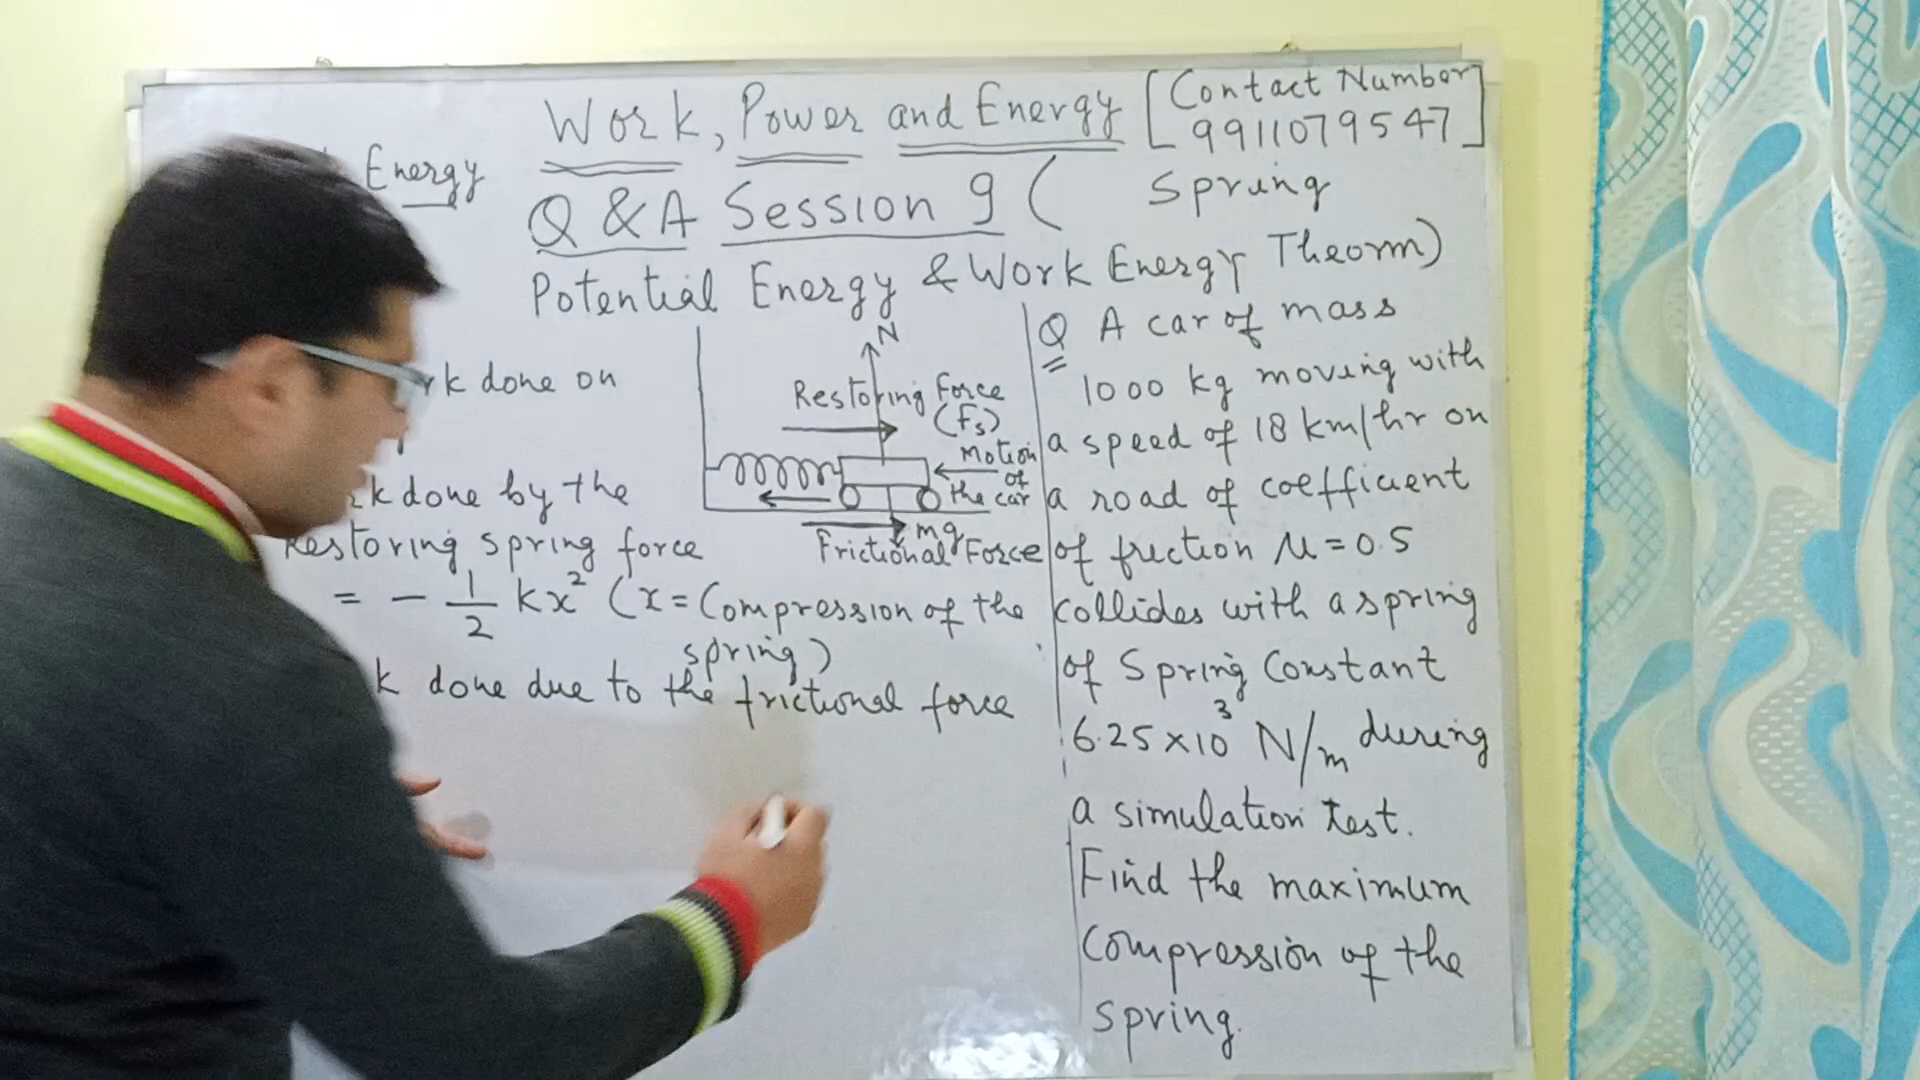 Work, Power and Energy [Contact Number
9911079547]
Energy
Q & A Session 9 ( Spring
Potential Energy & Work Energy Theorm)
rk done on
rk done by the
Restoring spring force
= - 1/2 kx² (x = Compression of the
spring)
k done due to the frictional force
N
Restoring Force
(fs)
Motion
of
the car
mg
Frictional Force
Q A car of mass
1000 kg moving with
a speed of 18 km/hr on
a road of coefficient
of friction μ = 0.5
collides with a spring
of Spring Constant
6.25 × 10³ N/m during
a simulation test.
Find the maximum
compression of the
spring.